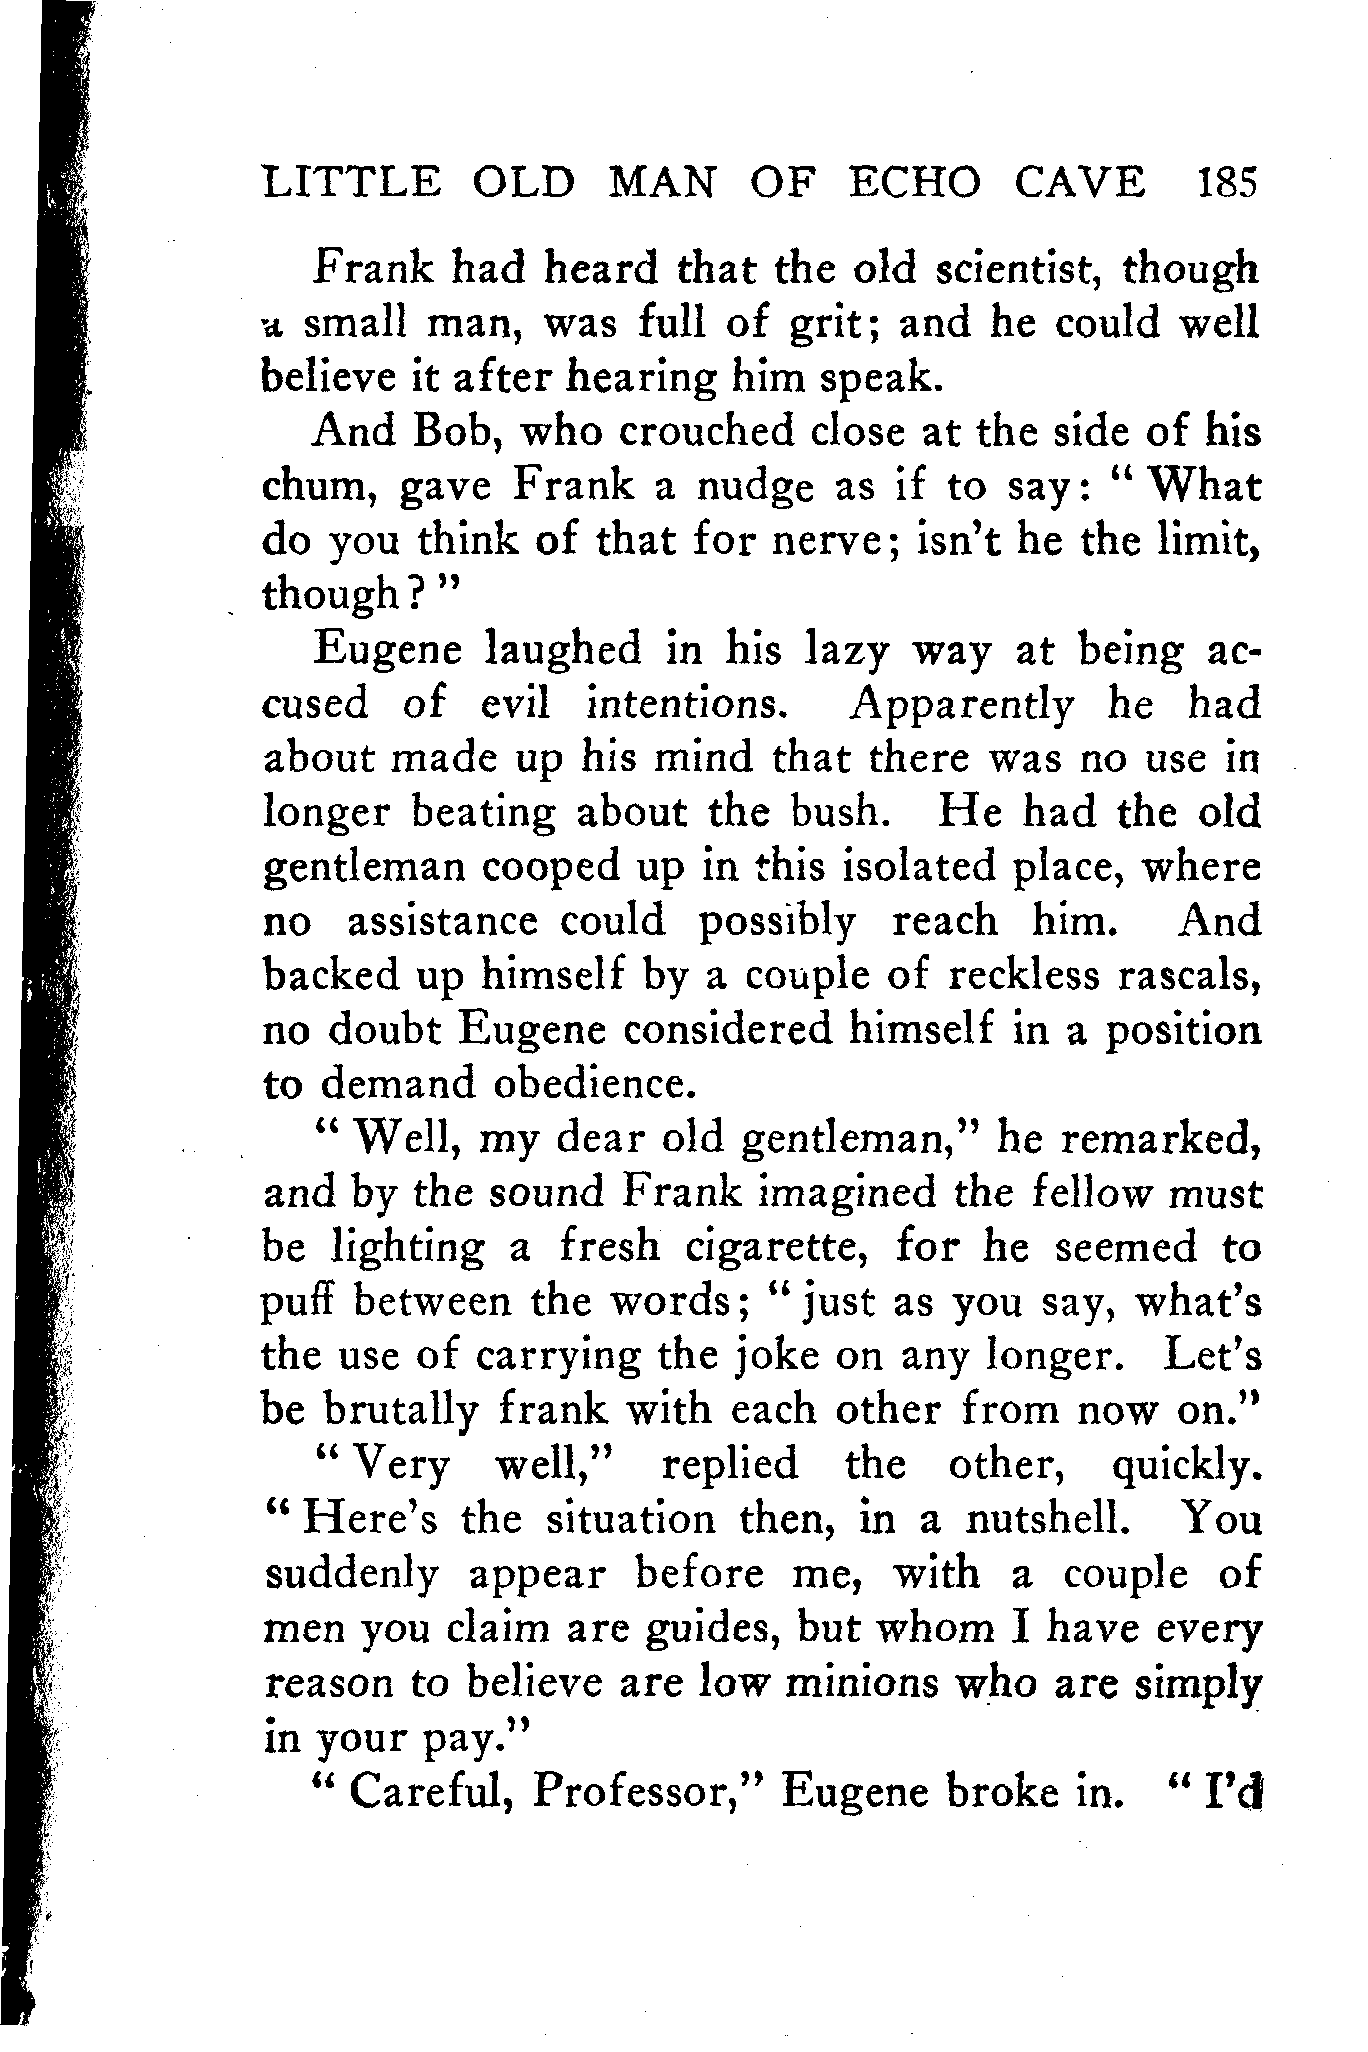 LITTLE OLD MAN OF ECHO CAVE 185
Frank had heard that the old scientist, though
a small man, was full of grit; and he could well
believe it after hearing him speak.
And Bob, who crouched close at the side of his
chum, gave Frank a nudge as if to say: “ What
do you think of that for nerve; isn't he the limit,
though? ”
Eugene laughed in his lazy way at being ac-
cused of evil intentions. Apparently he had
about made up his mind that there was no use in
longer beating about the bush. He had the old
gentleman cooped up in this isolated place, where
no assistance could possibly reach him. And
backed up himself by a couple of reckless rascals,
no doubt Eugene considered himself in a position
to demand obedience.
“ Well, my dear old gentleman,” he remarked,
and by the sound Frank imagined the fellow must
be lighting a fresh cigarette, for he seemed to
puff between the words; “ just as you say, what's
the use of carrying the joke on any longer. Let's
be brutally frank with each other from now on.”
“ Very well,” replied the other, quickly.
“ Here's the situation then, in a nutshell. You
suddenly appear before me, with a couple of
men you claim are guides, but whom I have every
reason to believe are low minions who are simply
in your pay.”
“ Careful, Professor,” Eugene broke in. “ I'd